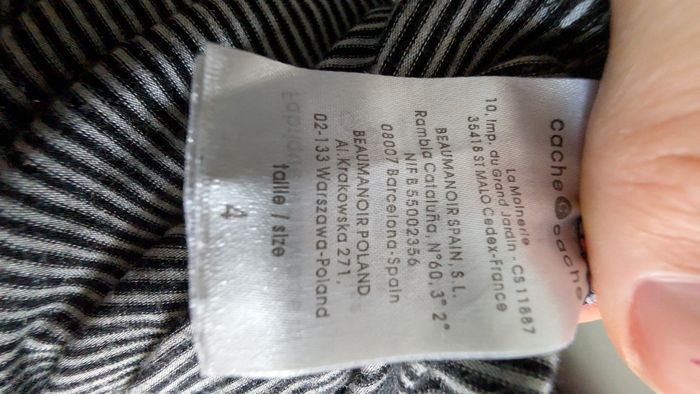 cache cache
La Moinerie
10, Imp. du Grand Jardin - CS 11887
35418 ST MALO Cedex-France
BEAUMANOIR SPAIN, S.L.
Rambla Cataluña, N°60, 3° 2°
NIF B 55002356
08007 Barcelona-Spain
BEAUMANOIR POLAND
Al. Krakowska 271,
02-133 Warszawa-Poland
taille / size
4